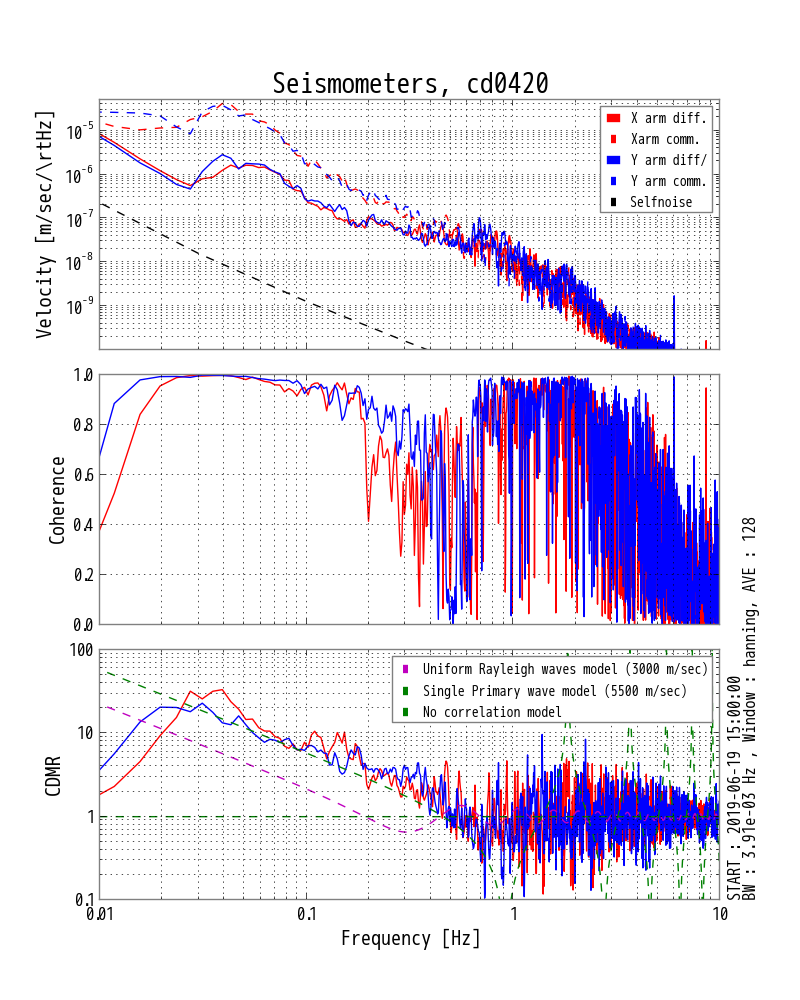 Seismometers, cd0420
Velocity [m/sec/\rtHz]
10^-5
10^-6
10^-7
10^-8
10^-9
X arm diff.
Xarm comm.
Y arm diff/
Y arm comm.
Selfnoise
Coherence
1.0
0.8
0.6
0.4
0.2
0.0
CDMR
100
10
1
0.1
Uniform Rayleigh waves model (3000 m/sec)
Single Primary wave model (5500 m/sec)
No correlation model
0.01
0.1
1
10
Frequency [Hz]
START : 2019-06-19 15:00:00
BW : 3.91e-03 Hz , Window : hanning, AVE : 128